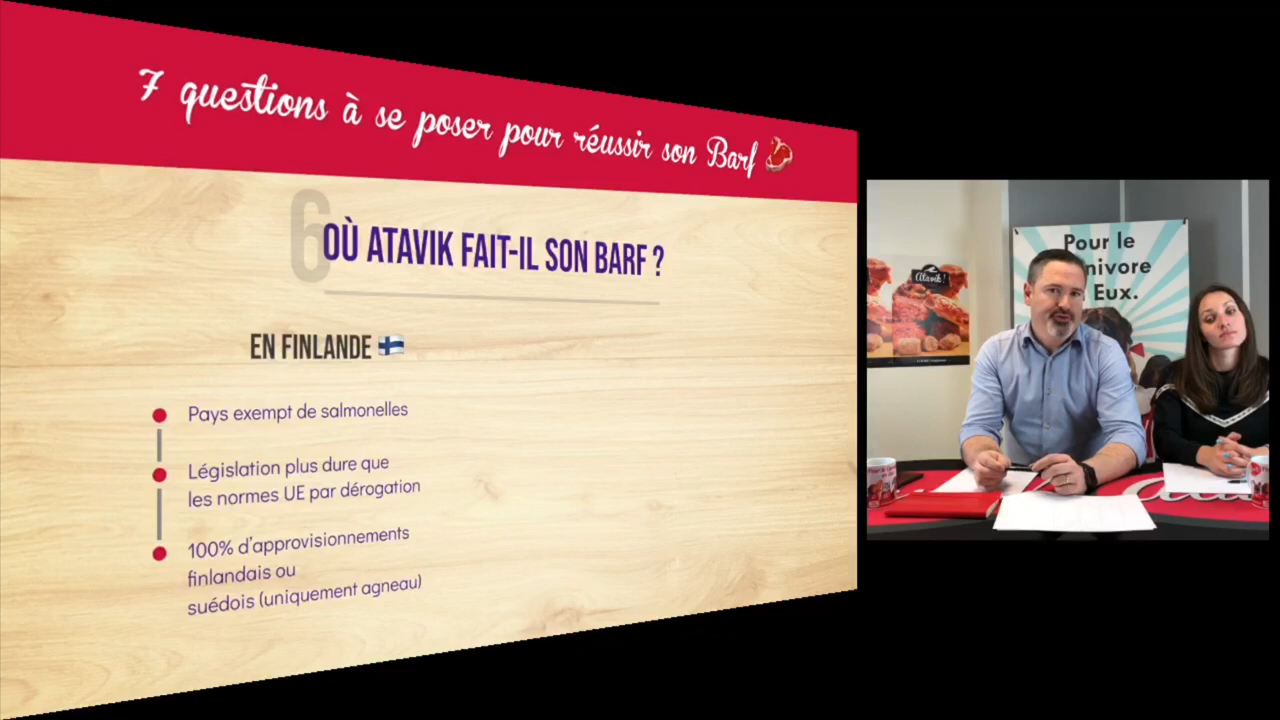 7 questions à se poser pour réussir son Barf
6
OÙ ATAVIK FAIT-IL SON BARF ?
EN FINLANDE
Pays exempt de salmonelles
Législation plus dure que
les normes UE par dérogation
100% d'approvisionnements
finlandais ou
suédois (uniquement agneau)
Atavik!
Pour le
nivore
Eux.